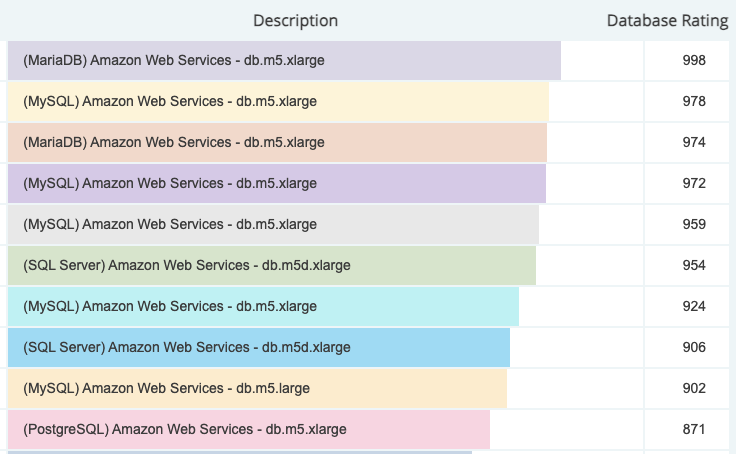 Description Database Rating
(MariaDB) Amazon Web Services - db.m5.xlarge 998
(MySQL) Amazon Web Services - db.m5.xlarge 978
(MariaDB) Amazon Web Services - db.m5.xlarge 974
(MySQL) Amazon Web Services - db.m5.xlarge 972
(MySQL) Amazon Web Services - db.m5.xlarge 959
(SQL Server) Amazon Web Services - db.m5d.xlarge 954
(MySQL) Amazon Web Services - db.m5.xlarge 924
(SQL Server) Amazon Web Services - db.m5d.xlarge 906
(MySQL) Amazon Web Services - db.m5.large 902
(PostgreSQL) Amazon Web Services - db.m5.xlarge 871